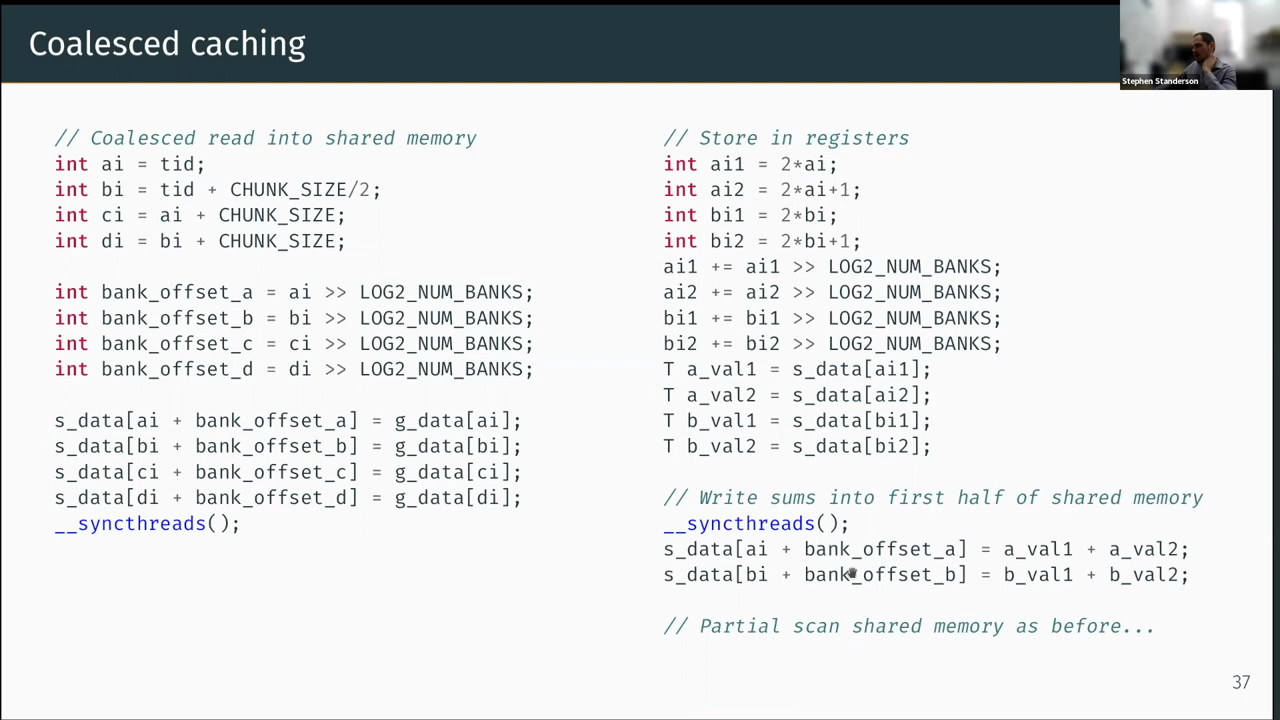 Coalesced caching
Stephen Standerson
// Coalesced read into shared memory
int ai = tid;
int bi = tid + CHUNK_SIZE/2;
int ci = ai + CHUNK_SIZE;
int di = bi + CHUNK_SIZE;
int bank_offset_a = ai >> LOG2_NUM_BANKS;
int bank_offset_b = bi >> LOG2_NUM_BANKS;
int bank_offset_c = ci >> LOG2_NUM_BANKS;
int bank_offset_d = di >> LOG2_NUM_BANKS;
s_data[ai + bank_offset_a] = g_data[ai];
s_data[bi + bank_offset_b] = g_data[bi];
s_data[ci + bank_offset_c] = g_data[ci];
s_data[di + bank_offset_d] = g_data[di];
__syncthreads();
// Store in registers
int ai1 = 2*ai;
int ai2 = 2*ai+1;
int bi1 = 2*bi;
int bi2 = 2*bi+1;
ai1 += ai1 >> LOG2_NUM_BANKS;
ai2 += ai2 >> LOG2_NUM_BANKS;
bi1 += bi1 >> LOG2_NUM_BANKS;
bi2 += bi2 >> LOG2_NUM_BANKS;
T a_val1 = s_data[ai1];
T a_val2 = s_data[ai2];
T b_val1 = s_data[bi1];
T b_val2 = s_data[bi2];
// Write sums into first half of shared memory
__syncthreads();
s_data[ai + bank_offset_a] = a_val1 + a_val2;
s_data[bi + bank_offset_b] = b_val1 + b_val2;
// Partial scan shared memory as before...
37